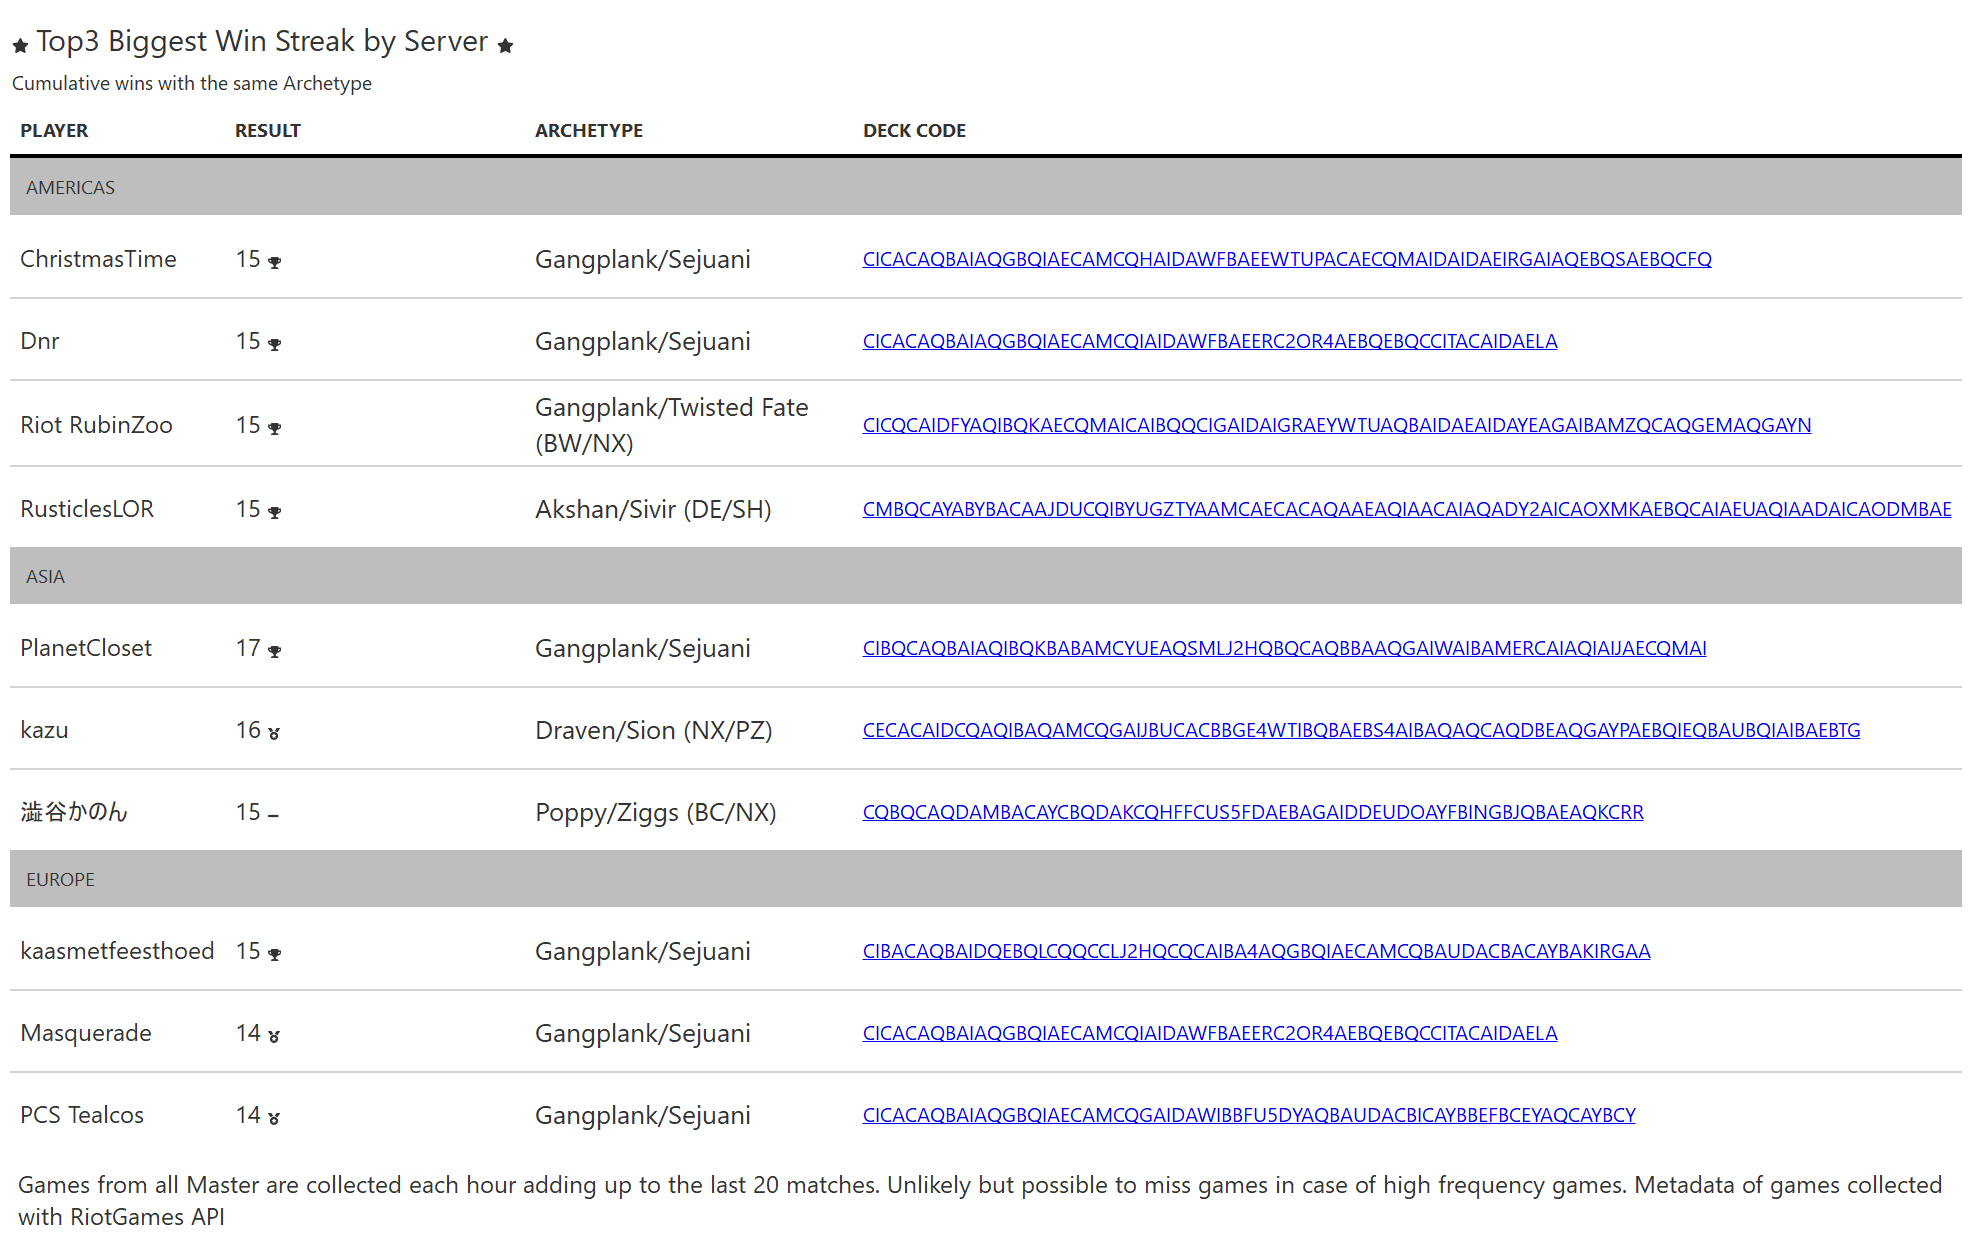 ★ Top3 Biggest Win Streak by Server ★
Cumulative wins with the same Archetype
PLAYER RESULT ARCHETYPE DECK CODE
AMERICAS
ChristmasTime 15 Gangplank/Sejuani CICACAQBAIAQGBQIAECAMCQHAIDAWFBAEEWTUPACAECQMAIDAIDAEIRGAIAQEBQSAEBQCFQ
Dnr 15 Gangplank/Sejuani CICACAQBAIAQGBQIAECAMCQIAIDAWFBAEERC2OR4AEBQEBQCCITACAIDAELA
Riot RubinZoo 15 Gangplank/Twisted Fate (BW/NX) CICQCAIDFYAQIBQKAECQMAICAIBQQCIGAIDAIGRAEYWTUAQBAIDAEAIDAYEAGAIBAMZQCAQGEMAQGAYN
RusticlesLOR 15 Akshan/Sivir (DE/SH) CMBQCAYABYBACAAJDUCQIBYUGZTYAAMCAECACAQAAEAQIAACAIAQADY2AICAOXMKAEBQCAIAEUAQIAADAICAODMBAE
ASIA
PlanetCloset 17 Gangplank/Sejuani CIBQCAQBAIAQIBQKBABAMCYUEAQSMLJ2HQBQCAQBBAAQGAIWAIBAMERCAIAQIAIJAECQMAI
kazu 16 Draven/Sion (NX/PZ) CECACAIDCQAQIBAQAMCQGAIJBUCACBBGE4WTIBQBAEBS4AIBAQAQCAQDBEAQGAYPAEBQIEQBAUBQIAIBAEBTG
澁谷かのん 15 – Poppy/Ziggs (BC/NX) CQBQCAQDAMBACAYCBQDAKCQHFFCUS5FDAEBAGAIDDEUDOAYFBINGBJQBAEAQKCRR
EUROPE
kaasmetfeesthoed 15 Gangplank/Sejuani CIBACAQBAIDQEBQLCQQCCLJ2HQCQCAIBA4AQGBQIAECAMCQBAUDACBACAYBAKIRGAA
Masquerade 14 Gangplank/Sejuani CICACAQBAIAQGBQIAECAMCQIAIDAWFBAEERC2OR4AEBQEBQCCITACAIDAELA
PCS Tealcos 14 Gangplank/Sejuani CICACAQBAIAQGBQIAECAMCQGAIDAWIBBFU5DYAQBAUDACBICAYBBEFBCEYAQCAYBCY
Games from all Master are collected each hour adding up to the last 20 matches. Unlikely but possible to miss games in case of high frequency games. Metadata of games collected
with RiotGames API